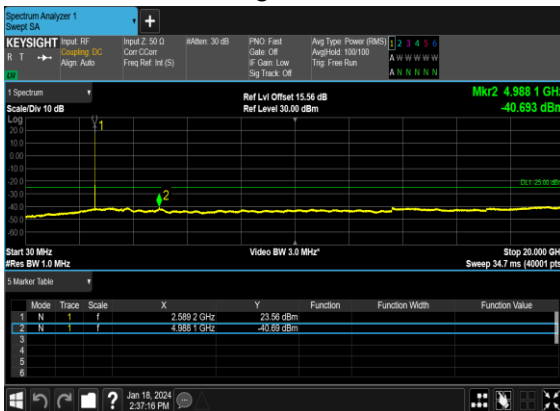 Spectrum Analyzer 1
Swept SA
KEYSIGHT
R T
LV
Input: RF
Coupling: DC
Align: Auto
Input Z: 50 Ω
Corr CCorr
Freq Ref: Int (S)
#Atten: 30 dB
PNO: Fast
Gate: Off
IF Gain: Low
Sig Track: Off
Avg Type: Power (RMS)
Avg|Hold: 100/100
Trig: Free Run
1 2 3 4 5 6
A W W W W W
A N N N N N
1 Spectrum
Scale/Div 10 dB
Ref Lvl Offset 15.56 dB
Ref Level 30.00 dBm
Mkr2 4.988 1 GHz
-40.693 dBm
Log
20.0
10.0
0.00
-10.0
-20.0
-30.0
-40.0
-50.0
-60.0
1
2
DL1 -25.00 dBm
Start 30 MHz
#Res BW 1.0 MHz
Video BW 3.0 MHz*
Stop 20.000 GH
Sweep 34.7 ms (40001 pts
5 Marker Table
Mode Trace Scale X Y Function Function Width Function Value
1 N 1 f 2.589 2 GHz 23.56 dBm
2 N 1 f 4.988 1 GHz -40.69 dBm
3
4
5
6
?
Jan 18, 2024
2:37:16 PM